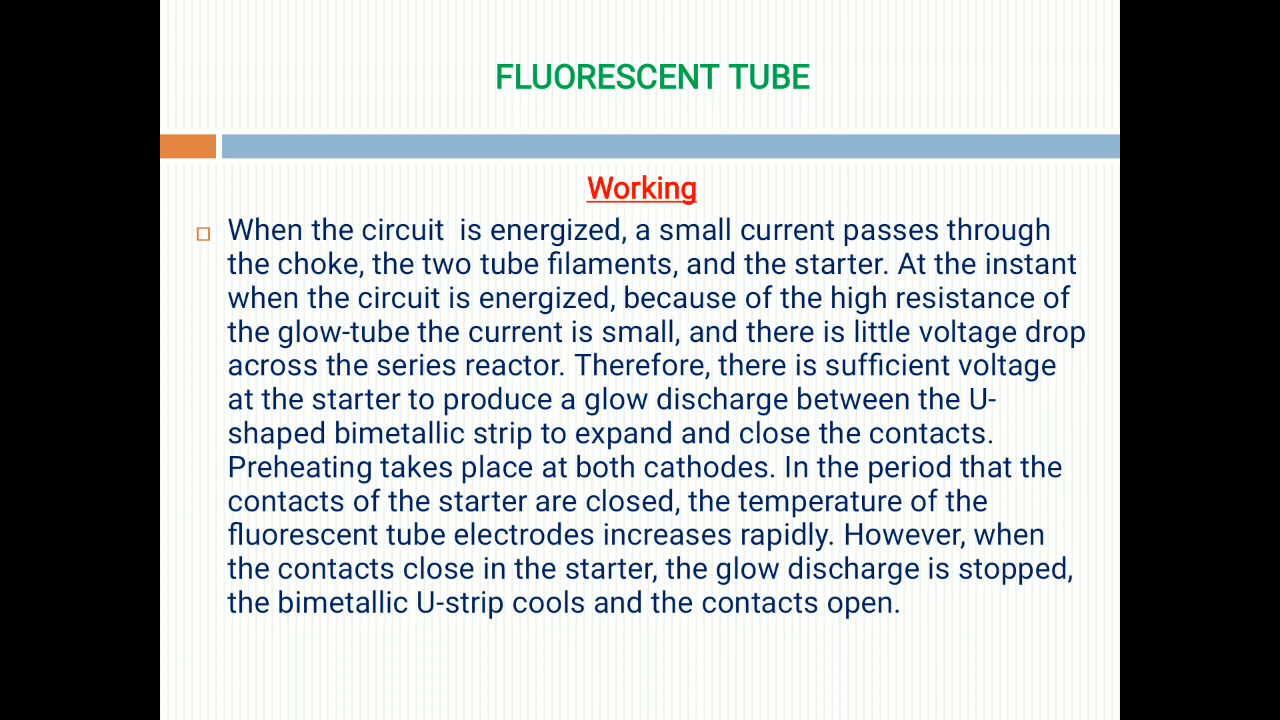 FLUORESCENT TUBE
Working
When the circuit  is energized, a small current passes through
the choke, the two tube filaments, and the starter. At the instant
when the circuit is energized, because of the high resistance of
the glow-tube the current is small, and there is little voltage drop
across the series reactor. Therefore, there is sufficient voltage
at the starter to produce a glow discharge between the U-
shaped bimetallic strip to expand and close the contacts.
Preheating takes place at both cathodes. In the period that the
contacts of the starter are closed, the temperature of the
fluorescent tube electrodes increases rapidly. However, when
the contacts close in the starter, the glow discharge is stopped,
the bimetallic U-strip cools and the contacts open.